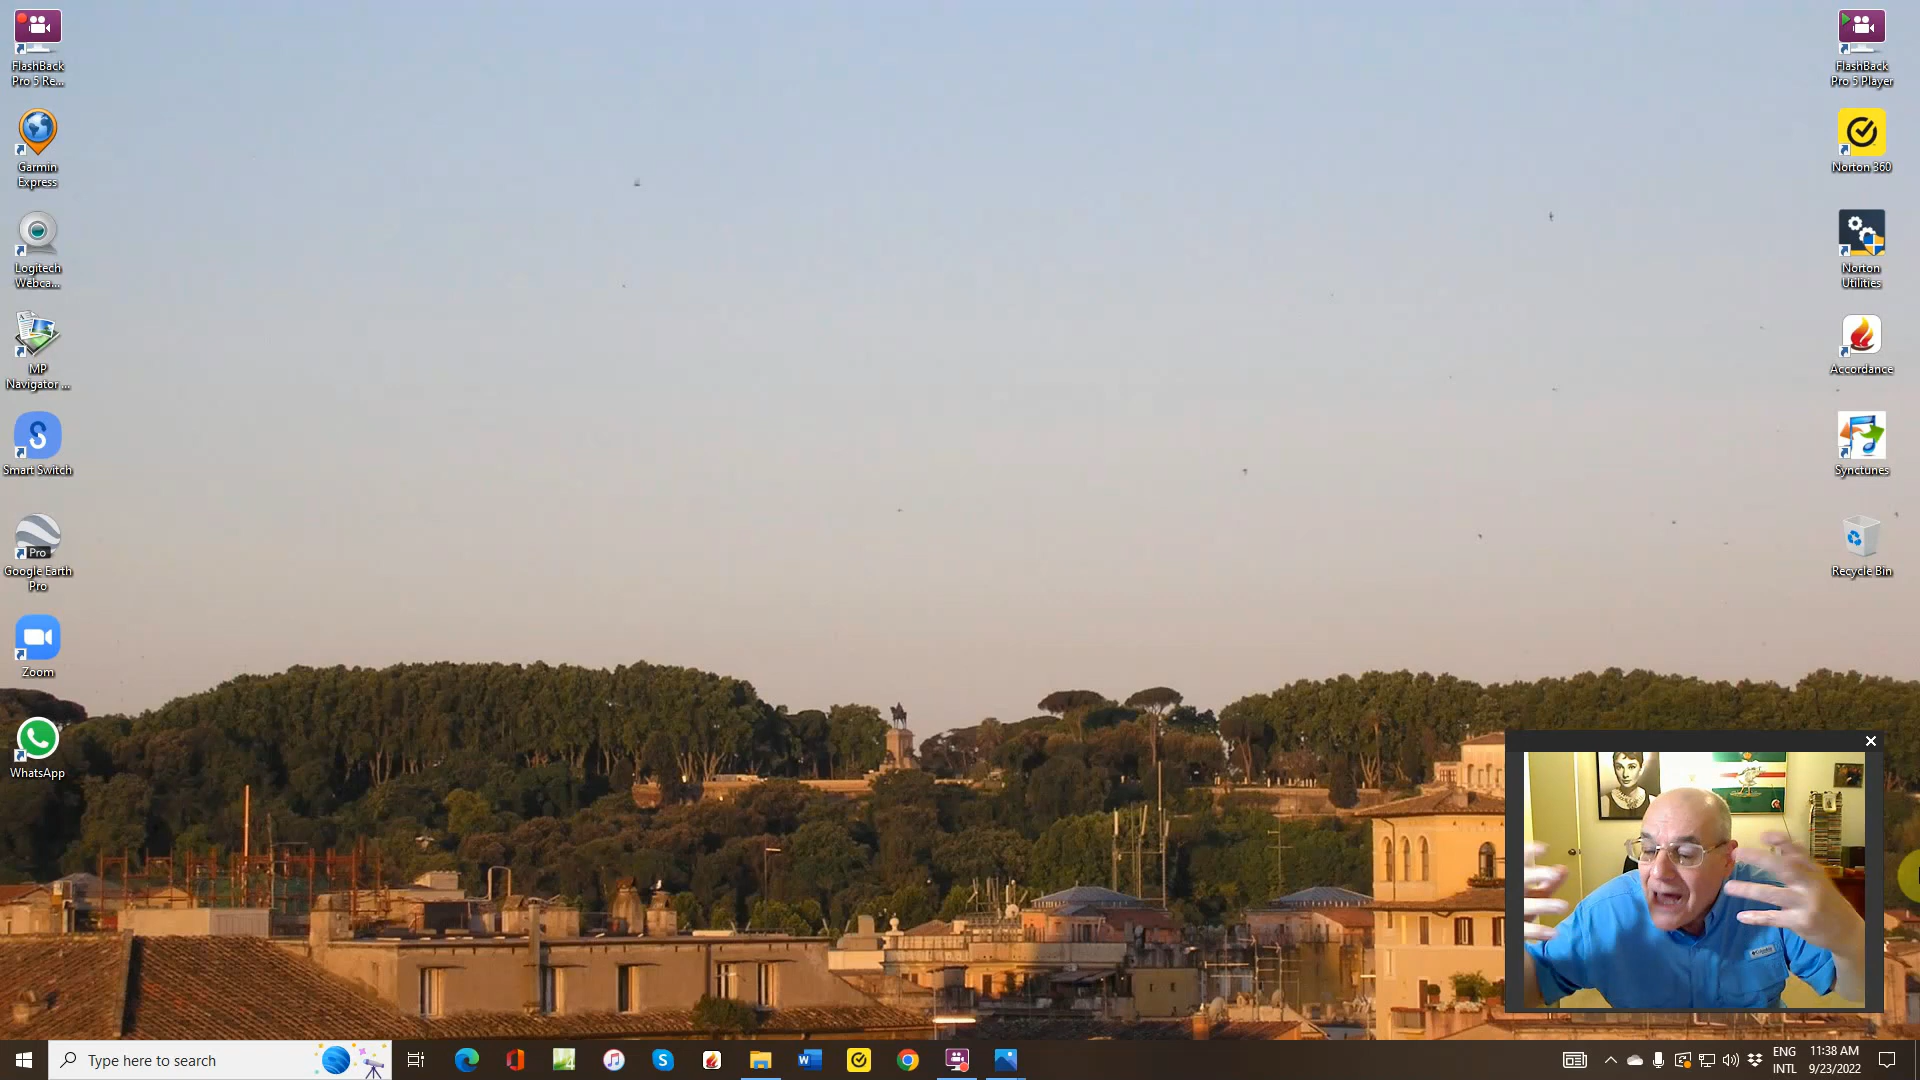 FlashBack
Pro 5 Re...
Garmin
Express
Logitech
Webca...
MP
Navigator ...
Smart Switch
Pro
Google Earth
Pro
Zoom
WhatsApp
FlashBack
Pro 5 Player
Norton 360
Norton
Utilities
Accordance
Synctunes
Recycle Bin
Type here to search
ENG
INTL
11:38 AM
9/23/2022